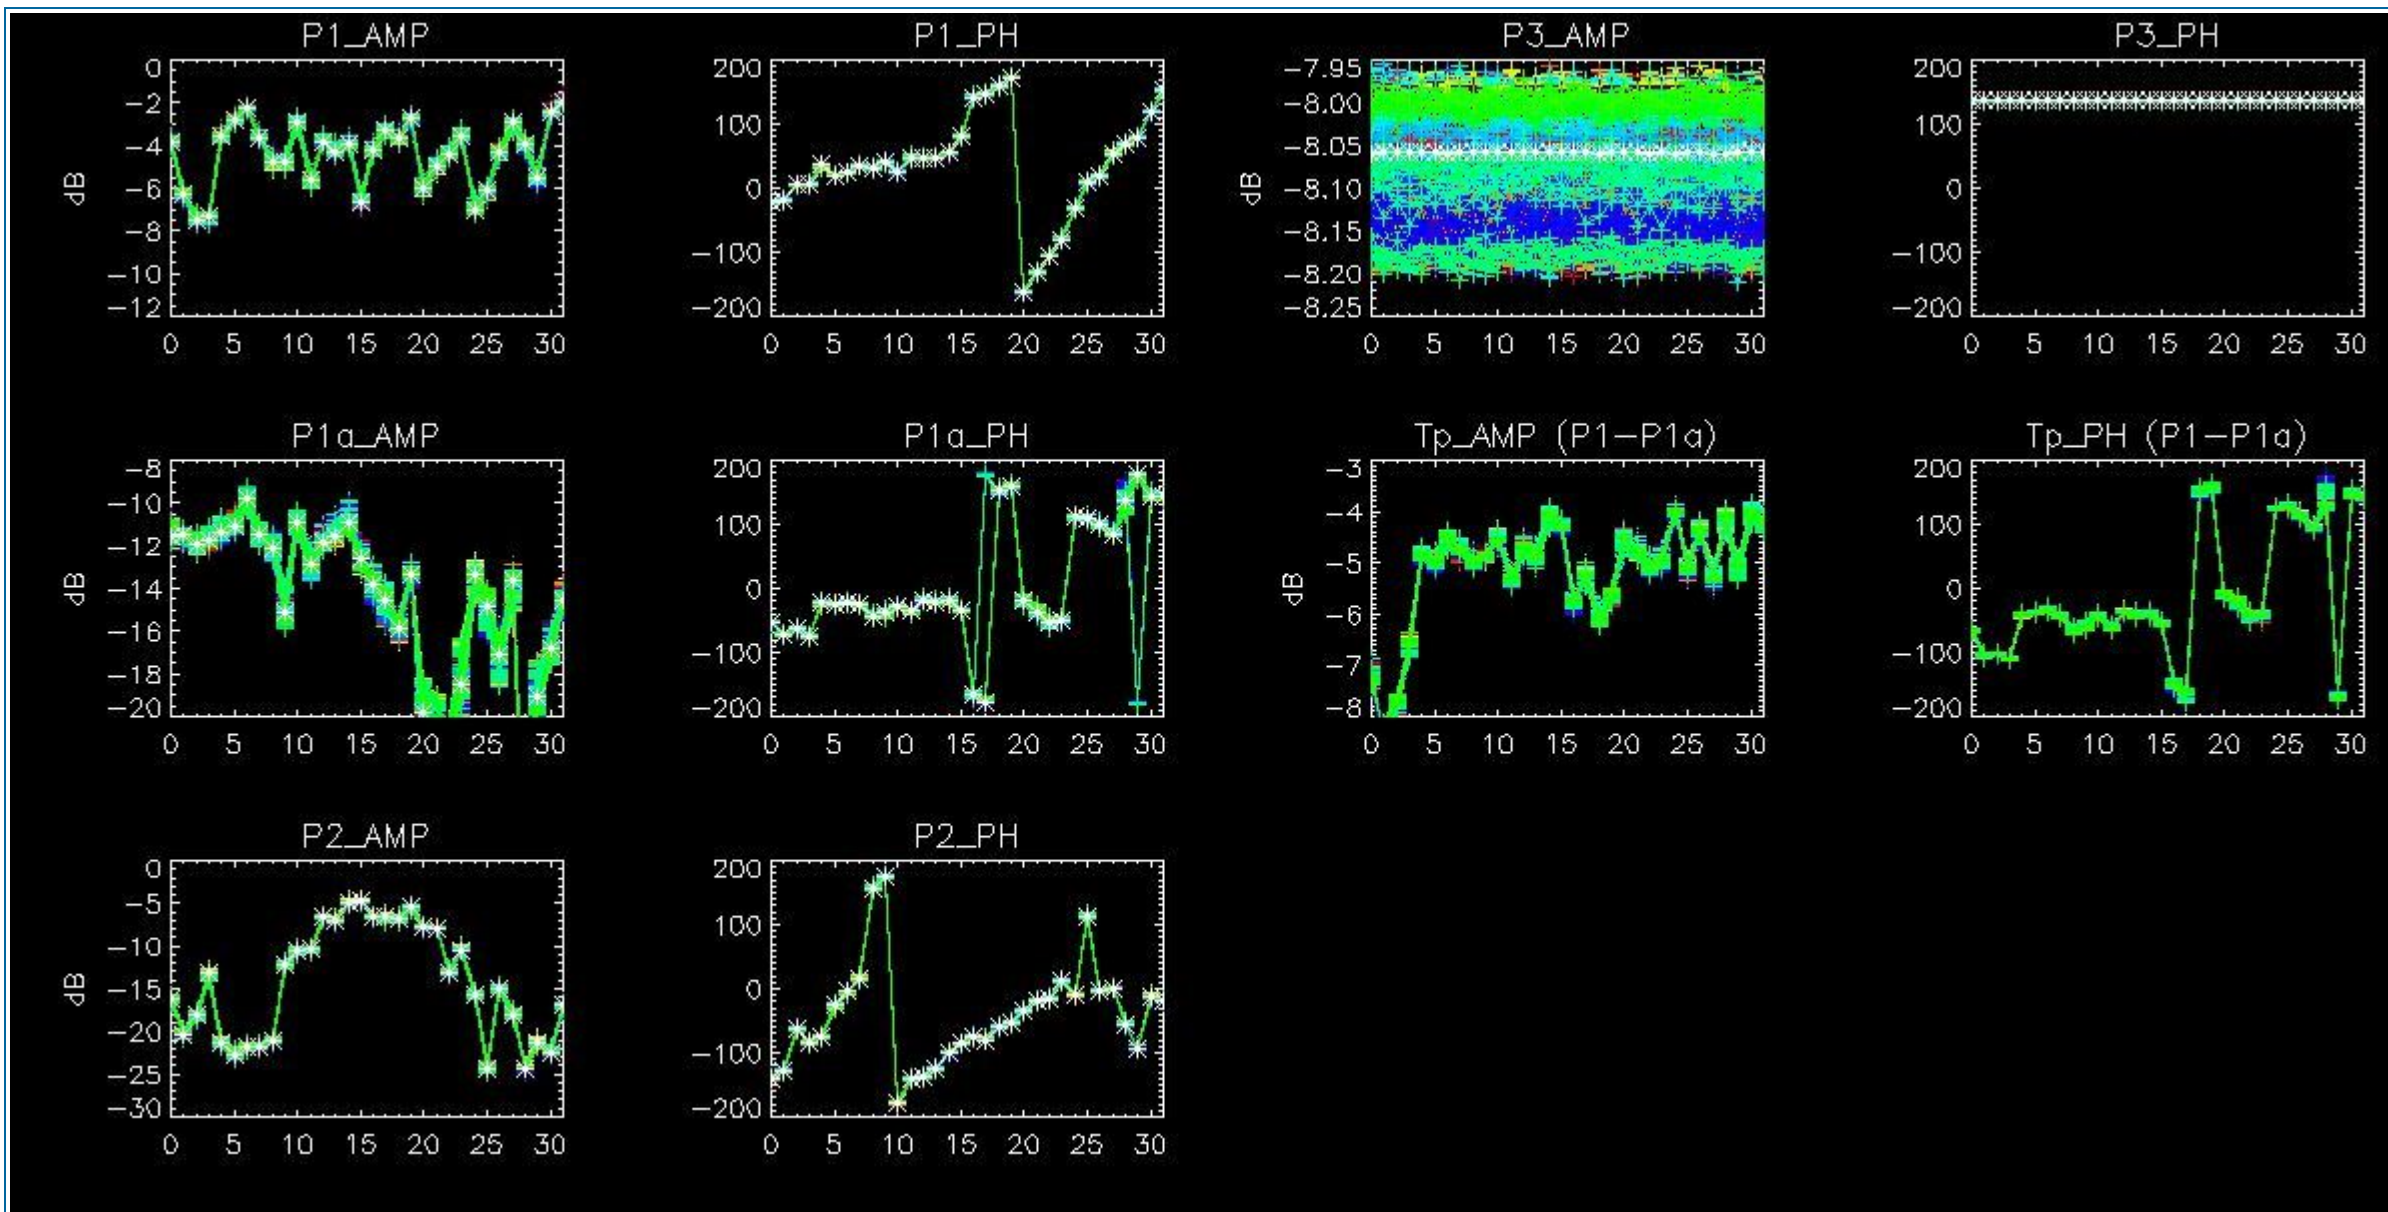 P1_AMP
0
−2
−4
−6
−8
−10
−12
dB
0 5 10 15 20 25 30
P1_PH
200
100
0
−100
−200
0 5 10 15 20 25 30
P3_AMP
−7.95
−8.00
−8.05
−8.10
−8.15
−8.20
−8.25
dB
0 5 10 15 20 25 30
P3_PH
200
100
0
−100
−200
0 5 10 15 20 25 30
P1a_AMP
−8
−10
−12
−14
−16
−18
−20
dB
0 5 10 15 20 25 30
P1a_PH
200
100
0
−100
−200
0 5 10 15 20 25 30
Tp_AMP (P1−P1a)
−3
−4
−5
−6
−7
−8
dB
0 5 10 15 20 25 30
Tp_PH (P1−P1a)
200
100
0
−100
−200
0 5 10 15 20 25 30
P2_AMP
0
−5
−10
−15
−20
−25
−30
dB
0 5 10 15 20 25 30
P2_PH
200
100
0
−100
−200
0 5 10 15 20 25 30